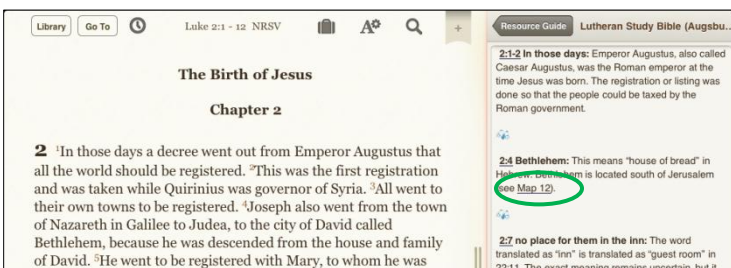 Library Go To Luke 2:1 - 12 NRSV A +
The Birth of Jesus
Chapter 2
2 1In those days a decree went out from Emperor Augustus that
all the world should be registered. 2This was the first registration
and was taken while Quirinius was governor of Syria. 3All went to
their own towns to be registered. 4Joseph also went from the town
of Nazareth in Galilee to Judea, to the city of David called
Bethlehem, because he was descended from the house and family
of David. 5He went to be registered with Mary, to whom he was
Resource Guide Lutheran Study Bible (Augsbu...
2:1-2 In those days: Emperor Augustus, also called
Caesar Augustus, was the Roman emperor at the
time Jesus was born. The registration or listing was
done so that the people could be taxed by the
Roman government.
2:4 Bethlehem: This means “house of bread” in
Hebrew. Bethlehem is located south of Jerusalem
(see Map 12).
2:7 no place for them in the inn: The word
translated as “inn” is translated as “guest room” in
22:11. The exact meaning remains uncertain, but it